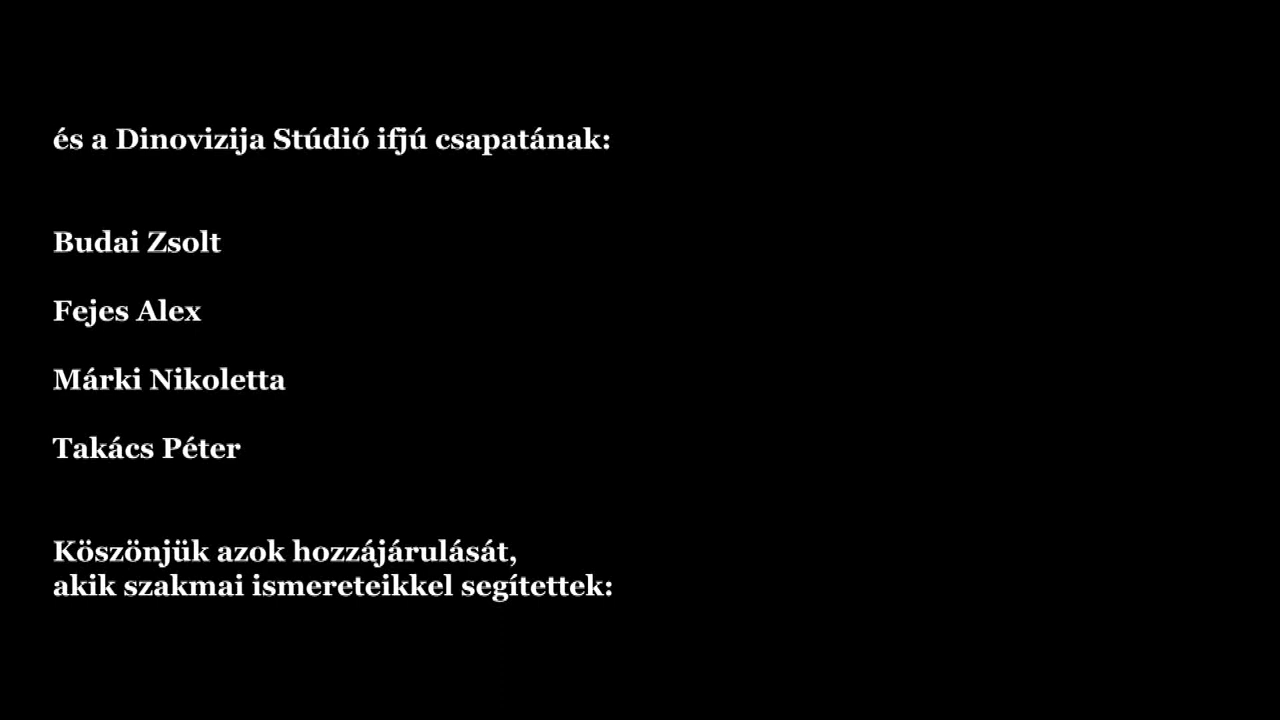 és a Dinovizija Stúdió ifjú csapatának:
Budai Zsolt
Fejes Alex
Márki Nikoletta
Takács Péter
Köszönjük azok hozzájárulását,
akik szakmai ismereteikkel segítettek: